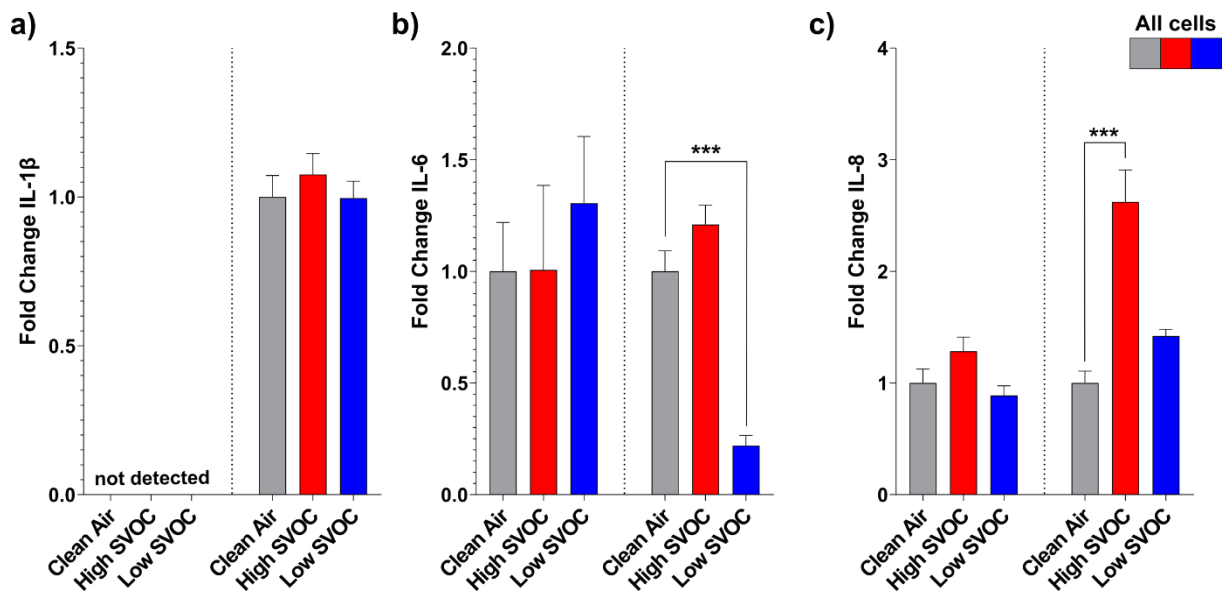 a)
Fold Change IL-1β
1.5
1.0
0.5
0.0
not detected
Clean Air
High SVOC
Low SVOC
Clean Air
High SVOC
Low SVOC
b)
Fold Change IL-6
2.0
1.5
1.0
0.5
0.0
***
Clean Air
High SVOC
Low SVOC
Clean Air
High SVOC
Low SVOC
c)
Fold Change IL-8
4
3
2
1
0
***
Clean Air
High SVOC
Low SVOC
Clean Air
High SVOC
Low SVOC
All cells